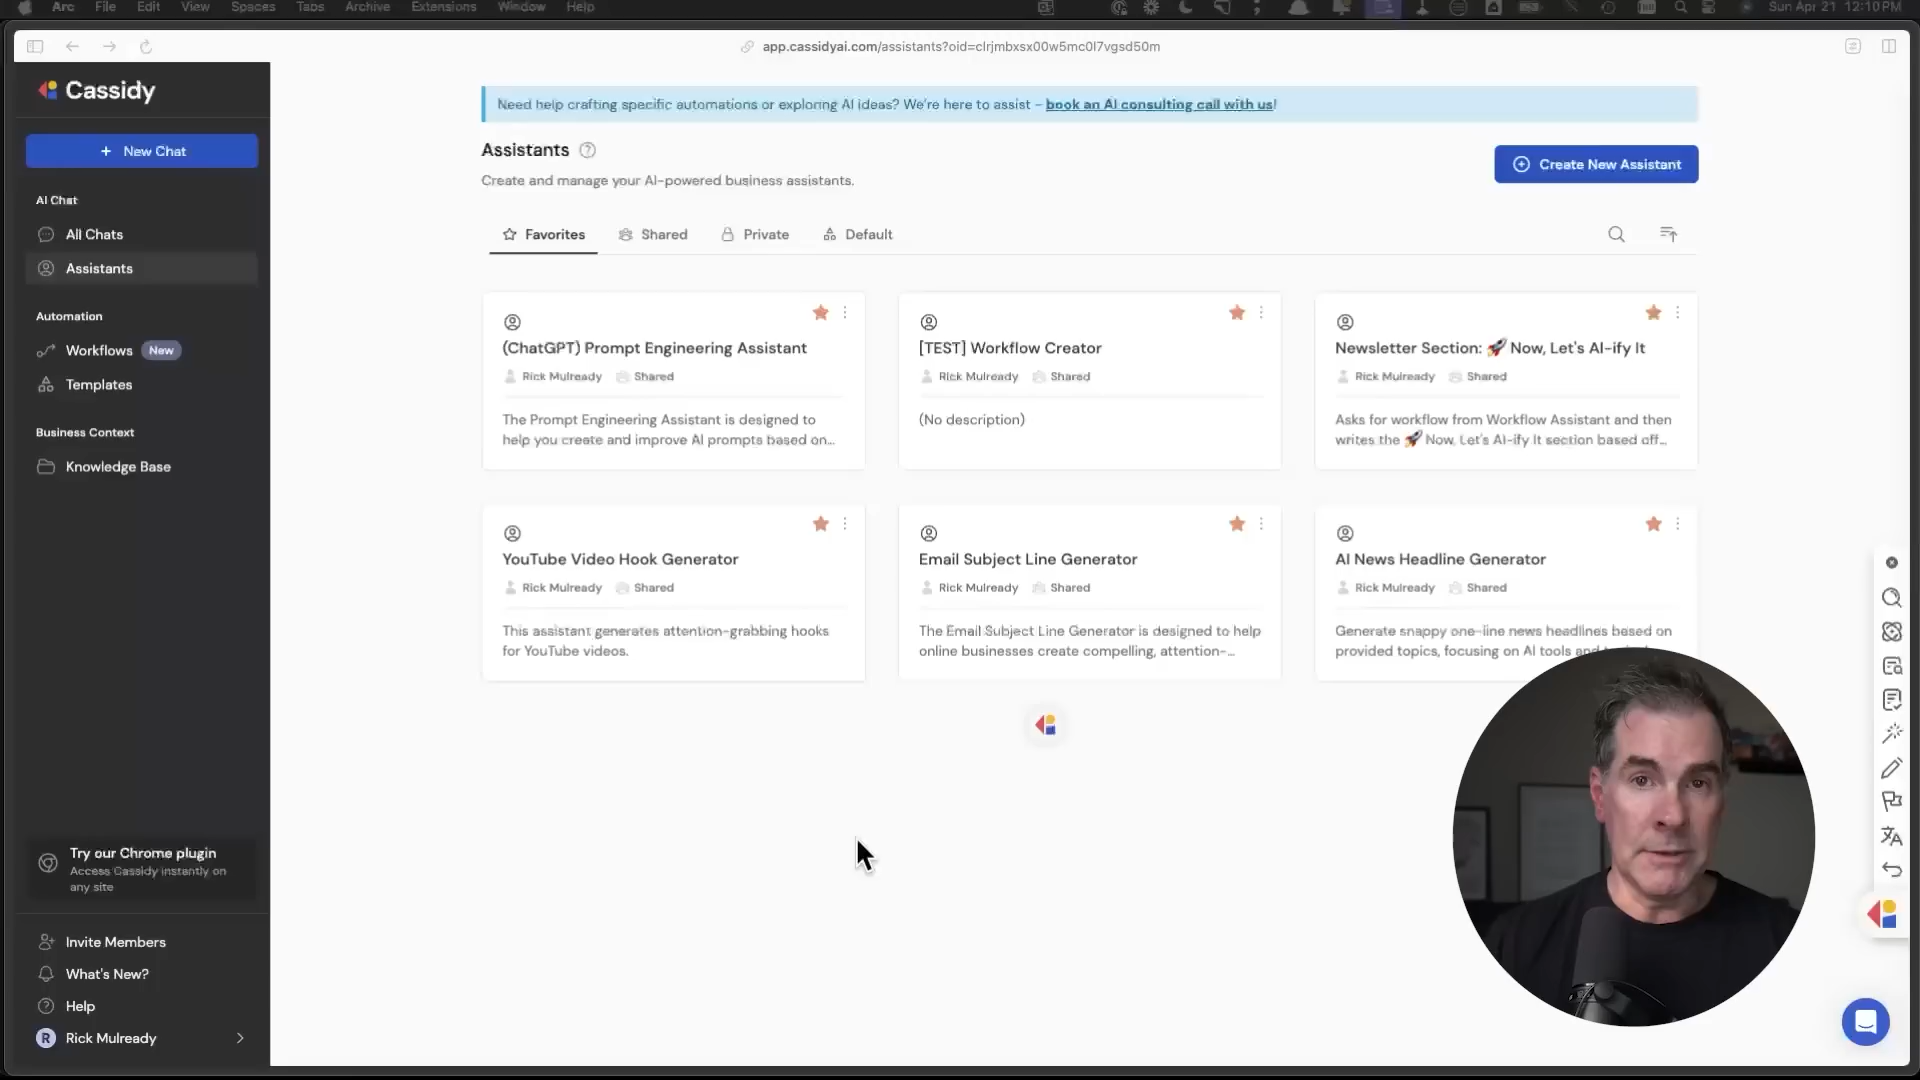 Arc File Edit View Spaces Tabs Archive Extensions Window Help Sun Apr 21 12:10 PM
app.cassidyai.com/assistants?oid=clrjmbxsx00w5mc0l7vgsd50m
Cassidy
+ New Chat
AI Chat
All Chats
Assistants
Automation
Workflows New
Templates
Business Context
Knowledge Base
Try our Chrome plugin
Access Cassidy instantly on
any site
Invite Members
What's New?
Help
R Rick Mulready
Need help crafting specific automations or exploring AI ideas? We're here to assist – book an AI consulting call with us!
Assistants
Create and manage your AI-powered business assistants.
Create New Assistant
Favorites Shared Private Default
(ChatGPT) Prompt Engineering Assistant
Rick Mulready Shared
The Prompt Engineering Assistant is designed to
help you create and improve AI prompts based on...
[TEST] Workflow Creator
Rick Mulready Shared
(No description)
Newsletter Section: 🚀 Now, Let's AI-ify It
Rick Mulready Shared
Asks for workflow from Workflow Assistant and then
writes the 🚀 Now, Let's AI-ify It section based off...
YouTube Video Hook Generator
Rick Mulready Shared
This assistant generates attention-grabbing hooks
for YouTube videos.
Email Subject Line Generator
Rick Mulready Shared
The Email Subject Line Generator is designed to help
online businesses create compelling, attention-...
AI News Headline Generator
Rick Mulready Shared
Generate snappy one-line news headlines based on
provided topics, focusing on AI tools and